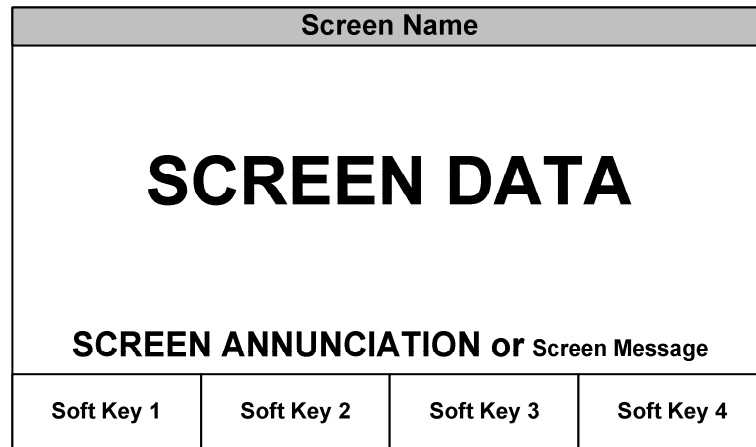 Screen Name
SCREEN DATA
SCREEN ANNUNCIATION or Screen Message
Soft Key 1 Soft Key 2 Soft Key 3 Soft Key 4